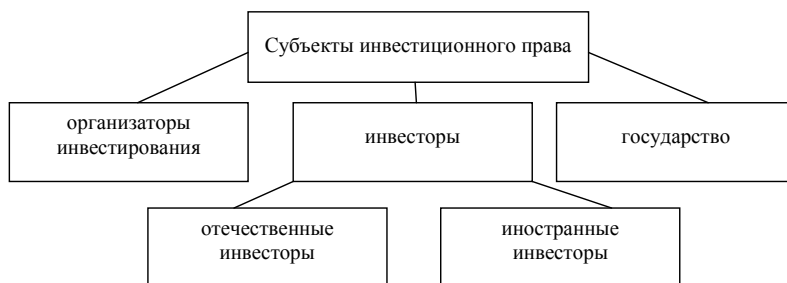 Субъекты инвестиционного права
организаторы
инвестирования
инвесторы
государство
отечественные
инвесторы
иностранные
инвесторы